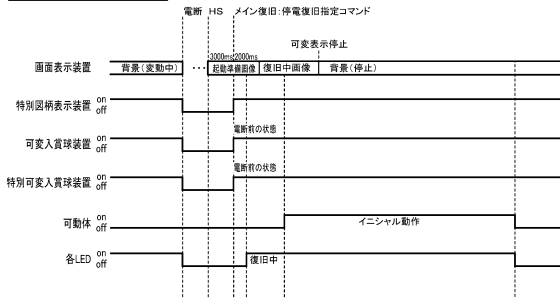 電断 HS メイン復旧:停電復旧指定コマンド
可変表示停止
3000ms 2000ms
画面表示装置 背景(変動中) ・・・ 起動準備画像 復旧中画像 背景(停止)
特別図柄表示装置 on
off
電断前の状態
可変入賞球装置 on
off
電断前の状態
特別可変入賞球装置 on
off
可動体 on
off
イニシャル動作
各LED on
off
復旧中